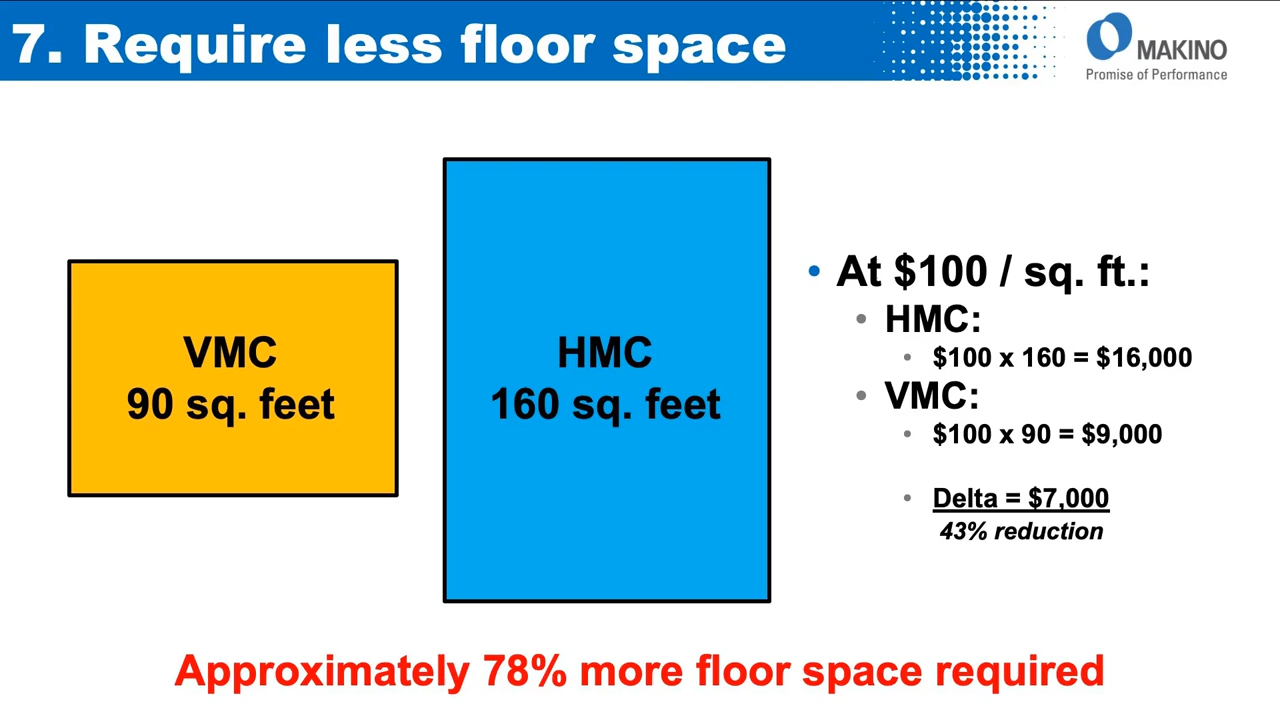 7. Require less floor space
MAKINO
Promise of Performance
VMC
90 sq. feet
HMC
160 sq. feet
• At $100 / sq. ft.:
• HMC:
• $100 x 160 = $16,000
• VMC:
• $100 x 90 = $9,000
• Delta = $7,000
43% reduction
Approximately 78% more floor space required